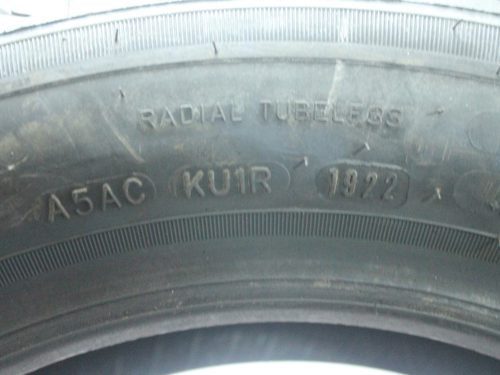 RADIAL TUBELESS
A5AC KU1R 1922